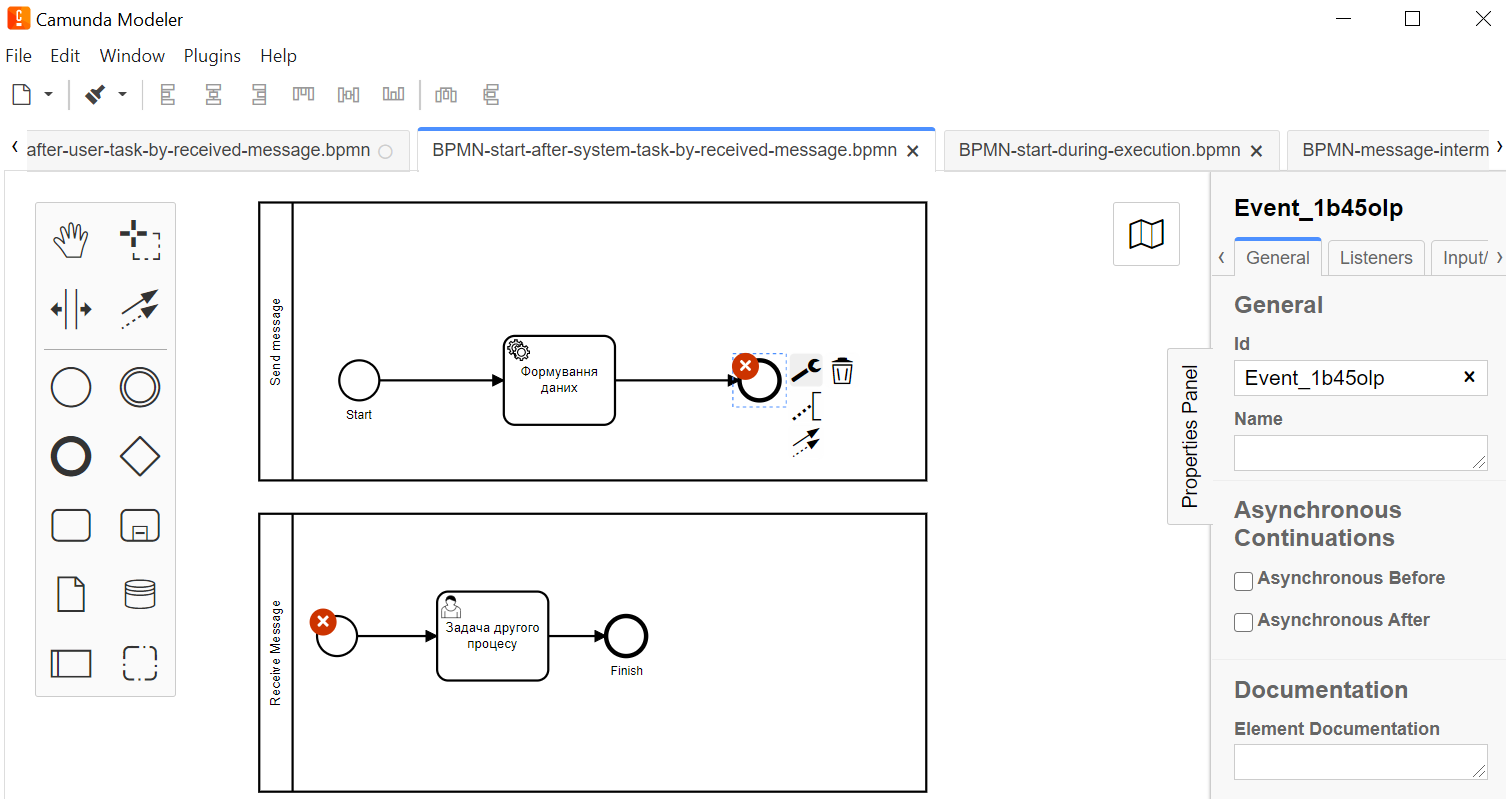 Camunda Modeler
File Edit Window Plugins Help
after-user-task-by-received-message.bpmn
BPMN-start-after-system-task-by-received-message.bpmn
BPMN-start-during-execution.bpmn
BPMN-message-interm
Send message
Start
Формування
даних
Receive Message
Задача другого
процесу
Finish
Properties Panel
Event_1b45olp
General
Listeners
Input/
General
Id
Event_1b45olp
Name
Asynchronous
Continuations
Asynchronous Before
Asynchronous After
Documentation
Element Documentation